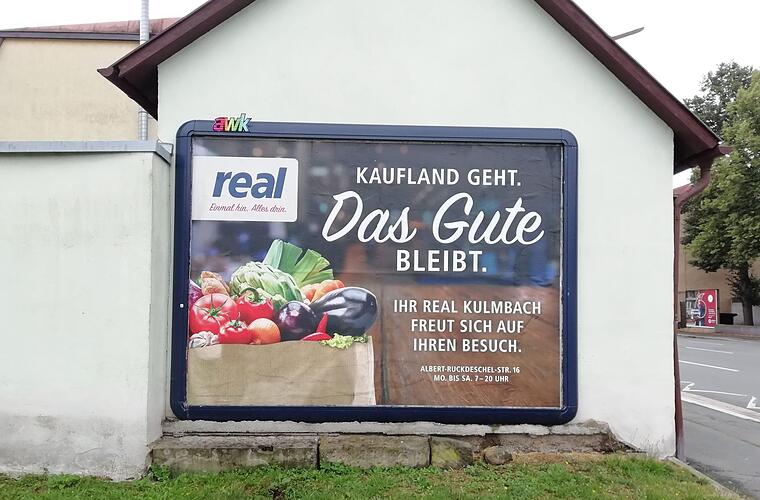 awk
real
Einmal hin. Alles drin.
KAUFLAND GEHT.
Das Gute
BLEIBT.
IHR REAL KULMBACH
FREUT SICH AUF
IHREN BESUCH.
ALBERT-RUCKDESCHEL-STR. 16
MO. BIS SA. 7–20 UHR